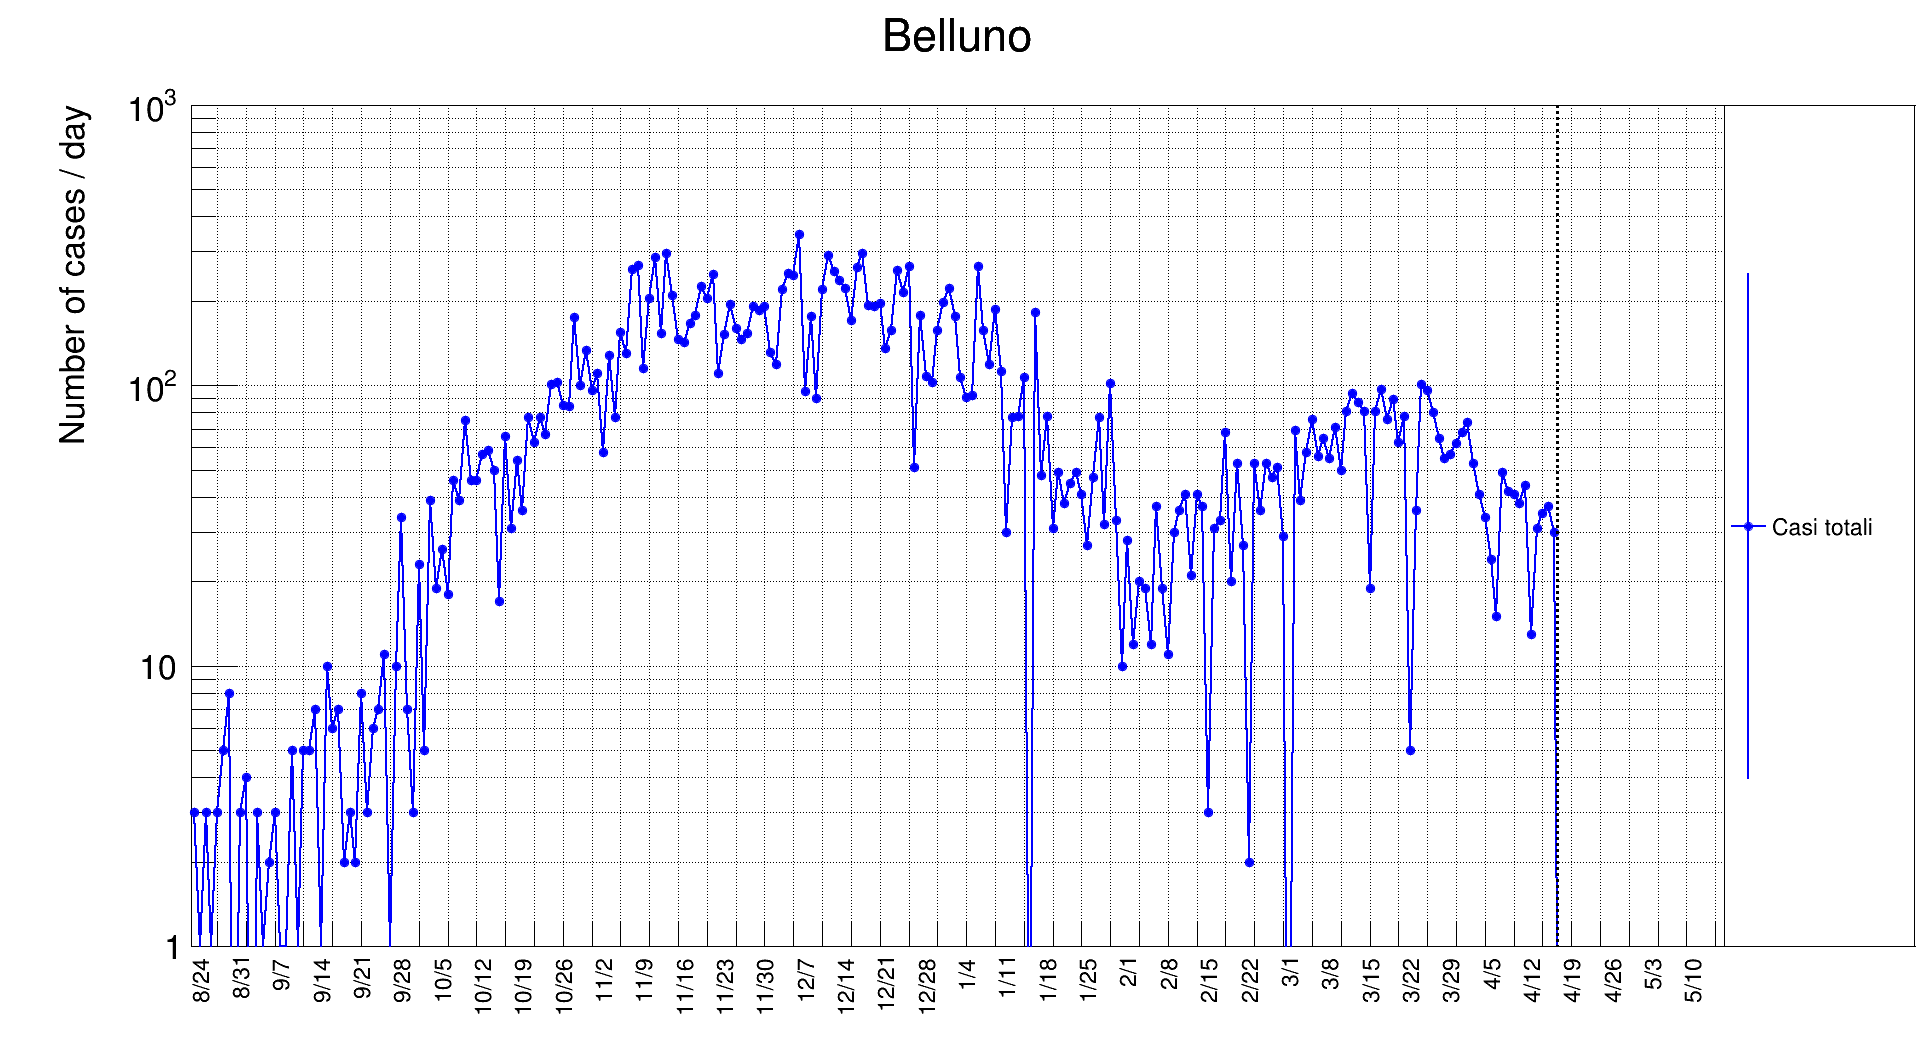 Belluno
Number of cases / day
10³
10²
10
1
8/24 8/31 9/7 9/14 9/21 9/28 10/5 10/12 10/19 10/26 11/2 11/9 11/16 11/23 11/30 12/7 12/14 12/21 12/28 1/4 1/11 1/18 1/25 2/1 2/8 2/15 2/22 3/1 3/8 3/15 3/22 3/29 4/5 4/12 4/19 4/26 5/3 5/10
Casi totali